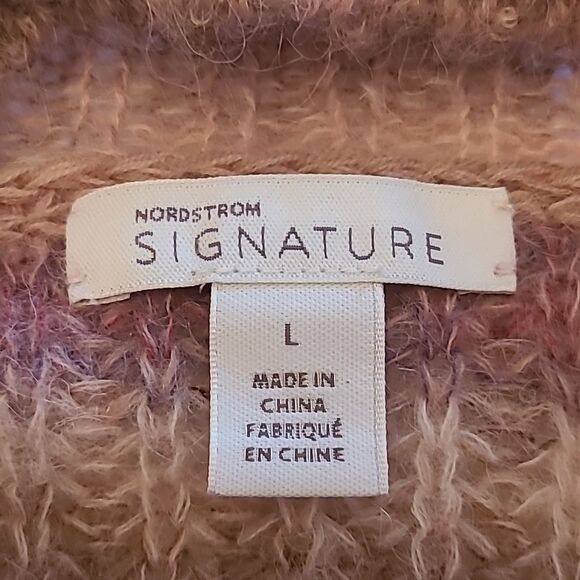 NORDSTROM
SIGNATURE
L
MADE IN
CHINA
FABRIQUÉ
EN CHINE